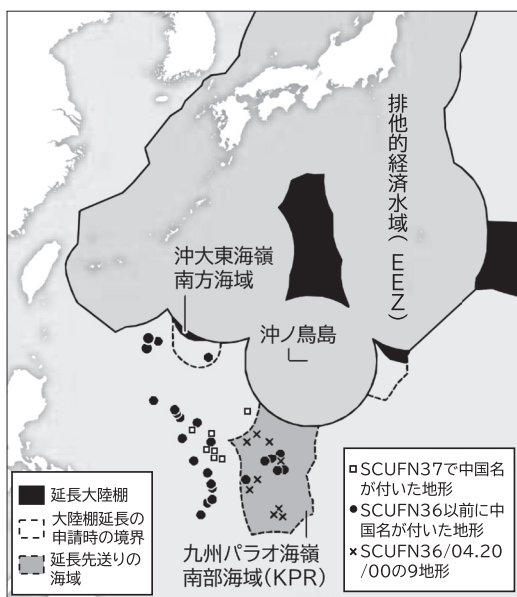 排他的経済水域(EEZ)
沖大東海嶺
南方海域
沖ノ鳥島
延長大陸棚
大陸棚延長の
申請時の境界
延長先送りの
海域
九州パラオ海嶺
南部海域(KPR)
SCUFN37で中国名
が付いた地形
SCUFN36以前に中
国名が付いた地形
SCUFN36/04.20
/00の9地形